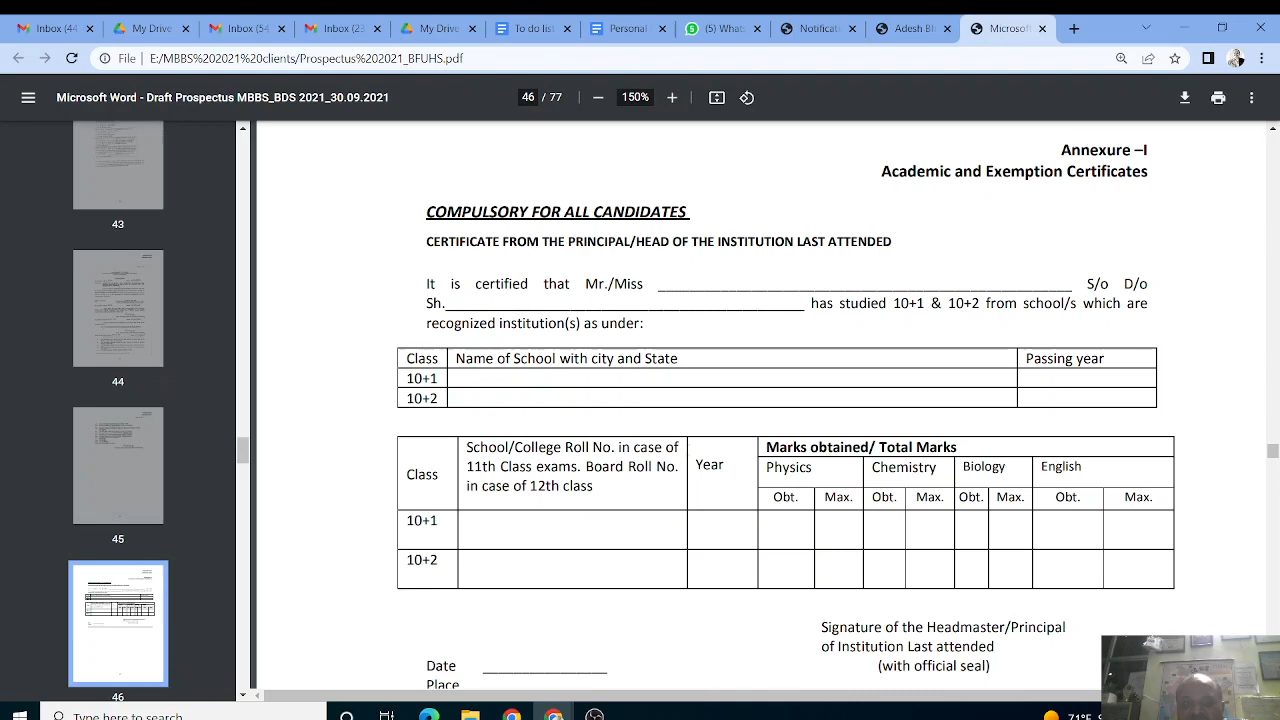 Inbox (44
My Drive
Inbox (54
Inbox (23
My Drive
To do list
Personal
(5) Whats
Notificat
Adesh Bh
Microsof
File E:/MBBS%202021%20clients/Prospectus%202021_BFUHS.pdf
Microsoft Word - Draft Prospectus MBBS_BDS 2021_30.09.2021
46 / 77
150%
43
44
45
46
Annexure –I
Academic and Exemption Certificates
COMPULSORY FOR ALL CANDIDATES
CERTIFICATE FROM THE PRINCIPAL/HEAD OF THE INSTITUTION LAST ATTENDED
It is certified that Mr./Miss ________________ S/o D/o
Sh.________________ has studied 10+1 & 10+2 from school/s which are
recognized institution(s) as under:
Class Name of School with city and State Passing year
10+1
10+2
Class School/College Roll No. in case of 11th Class exams. Board Roll No. in case of 12th class Year Marks obtained/ Total Marks
Physics Chemistry Biology English
Obt. Max. Obt. Max. Obt. Max. Obt. Max.
10+1
10+2
Signature of the Headmaster/Principal
of Institution Last attended
(with official seal)
Date ________________
Place
Type here to search
71°F